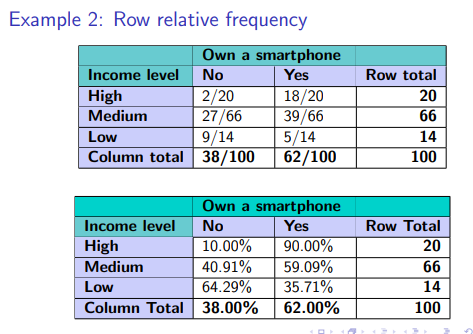 Example 2: Row relative frequency
Own a smartphone
Income level No Yes Row total
High 2/20 18/20 20
Medium 27/66 39/66 66
Low 9/14 5/14 14
Column total 38/100 62/100 100
Own a smartphone
Income level No Yes Row Total
High 10.00% 90.00% 20
Medium 40.91% 59.09% 66
Low 64.29% 35.71% 14
Column Total 38.00% 62.00% 100